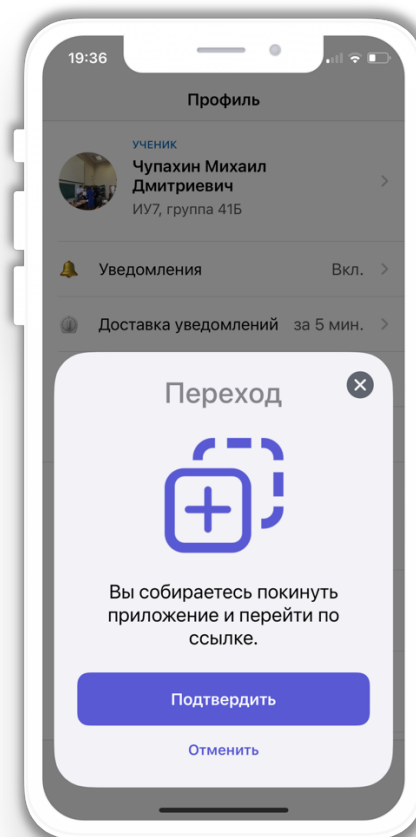 19:36
Профиль
УЧЕНИК
Чупахин Михаил
Дмитриевич
ИУ7, группа 41Б
Уведомления Вкл.
Доставка уведомлений за 5 мин.
Переход
Вы собираетесь покинуть
приложение и перейти по
ссылке.
Подтвердить
Отменить